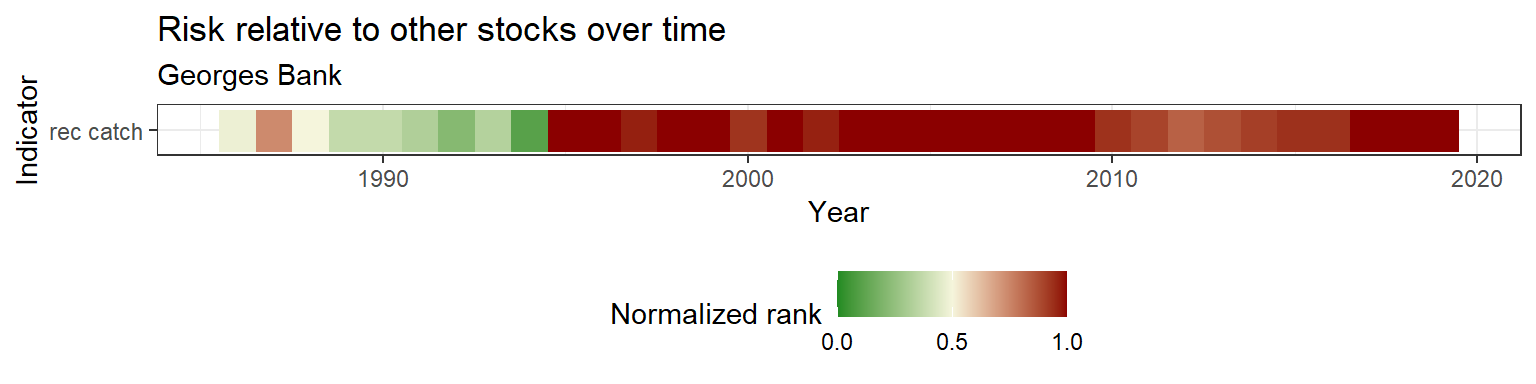 Risk relative to other stocks over time
Georges Bank
Indicator
rec catch
1990 2000 2010 2020
Year
Normalized rank
0.0 0.5 1.0